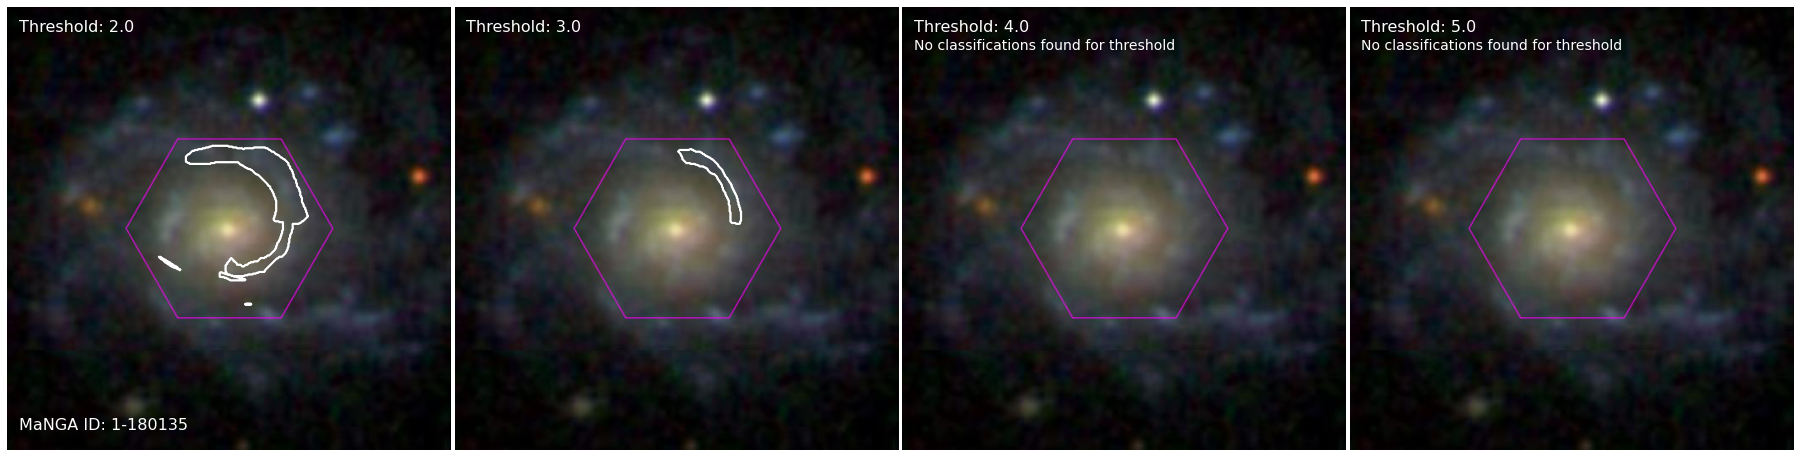 Threshold: 2.0
MaNGA ID: 1-180135
Threshold: 3.0
Threshold: 4.0
No classifications found for threshold
Threshold: 5.0
No classifications found for threshold